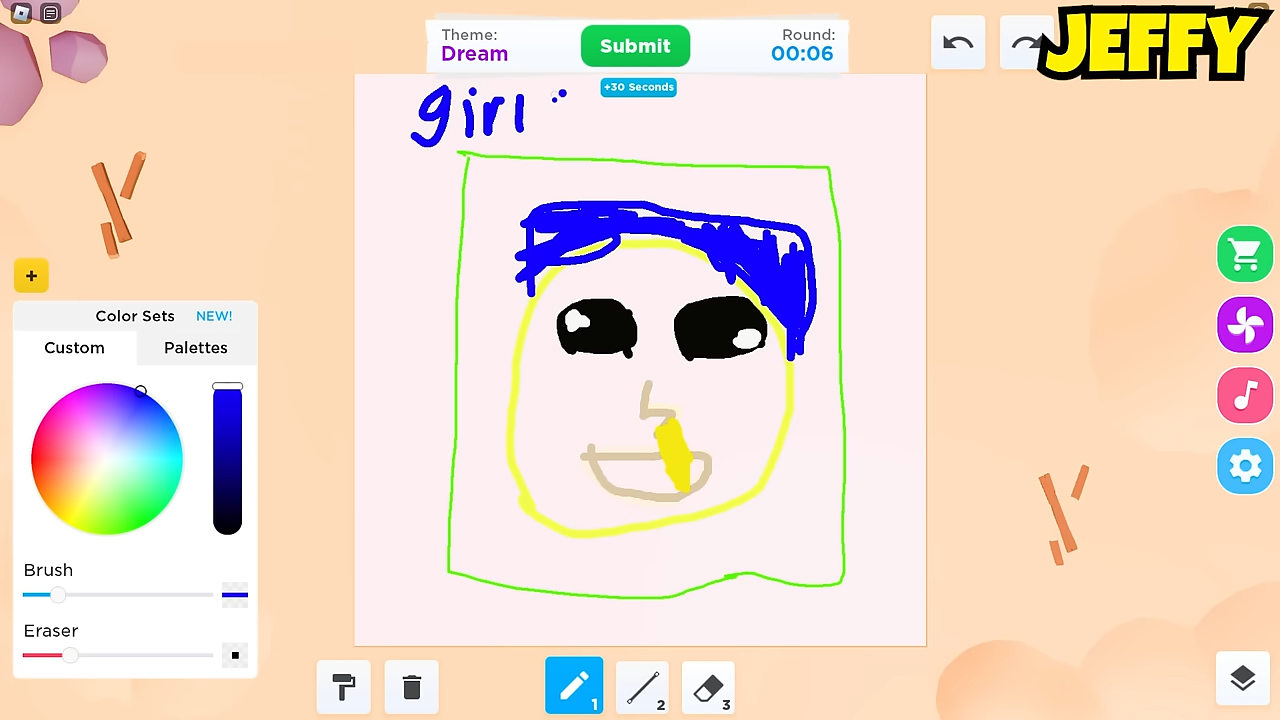 Theme:
Dream
Submit
Round:
00:06
JEFFY
+30 Seconds
girl
+
Color Sets NEW!
Custom
Palettes
Brush
Eraser
1
2
3